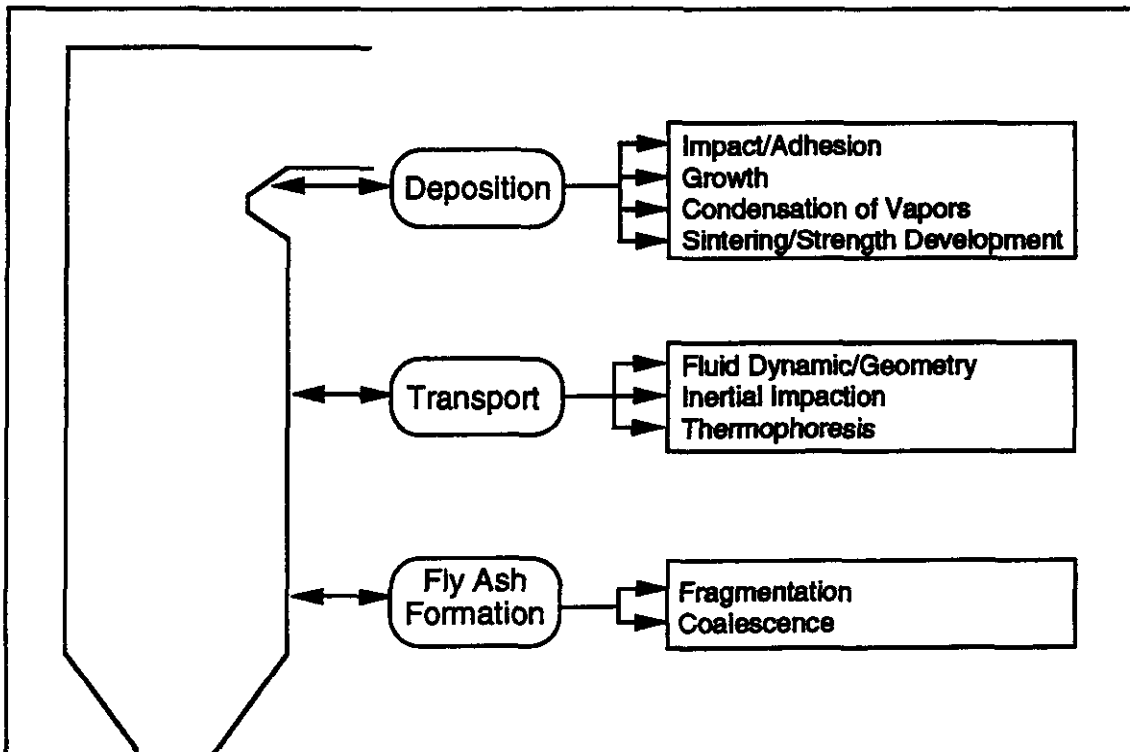 Deposition
Impact/Adhesion
Growth
Condensation of Vapors
Sintering/Strength Development
Transport
Fluid Dynamic/Geometry
Inertial Impaction
Thermophoresis
Fly Ash
Formation
Fragmentation
Coalescence